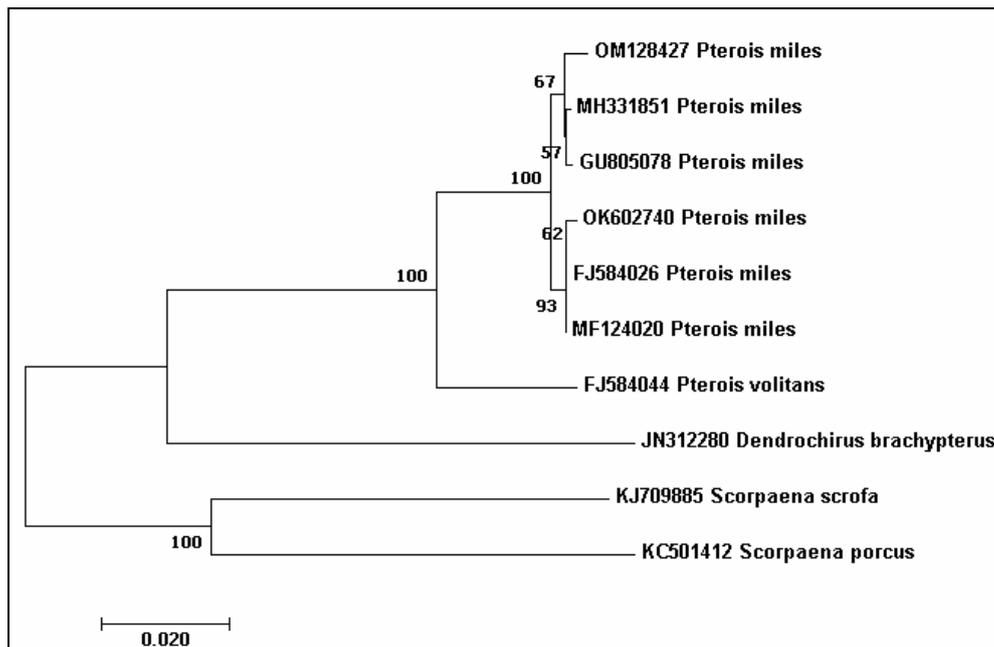 OM128427 Pterois miles
67
MH331851 Pterois miles
57
GU805078 Pterois miles
100
OK602740 Pterois miles
62
FJ584026 Pterois miles
100
93
MF124020 Pterois miles
FJ584044 Pterois volitans
JN312280 Dendrochirus brachypterus
KJ709885 Scorpaena scrofa
100
KC501412 Scorpaena porcus
0.020